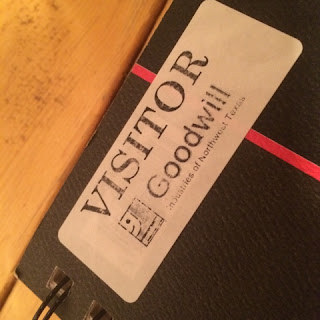 VISITOR
Goodwill
Industries of Northwest Texas